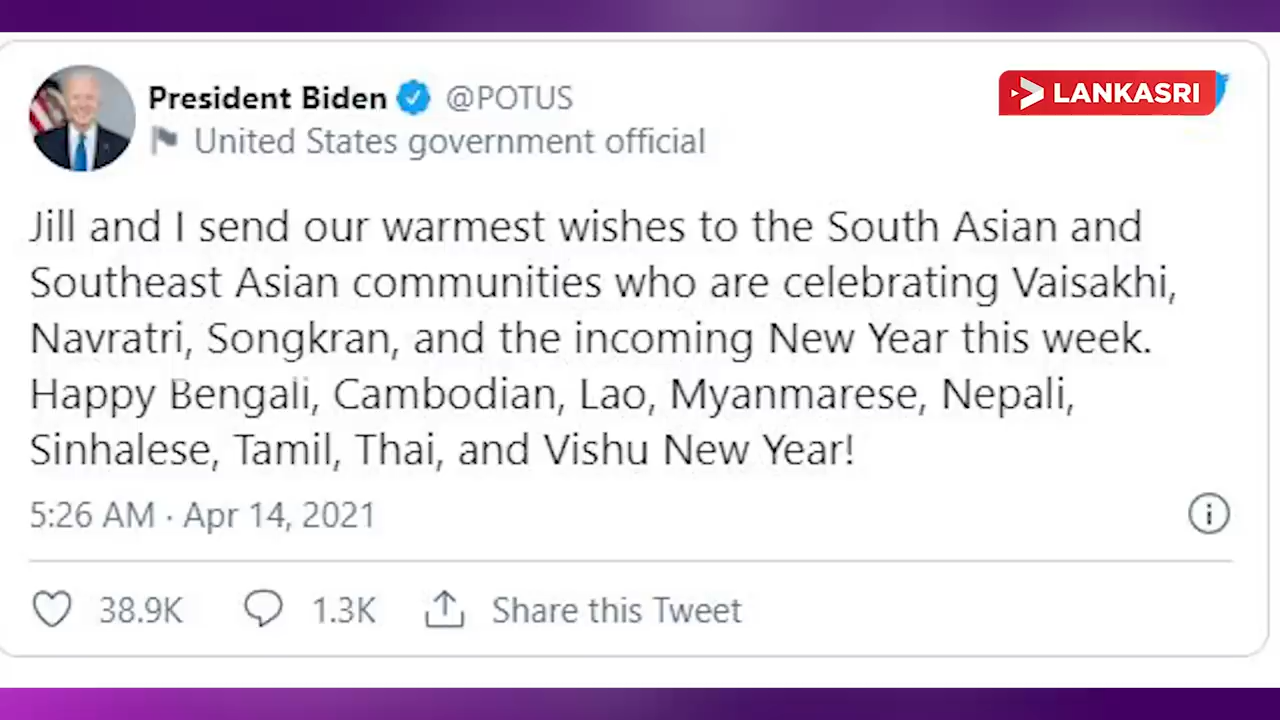 President Biden @POTUS
LANKASRI
United States government official
Jill and I send our warmest wishes to the South Asian and
Southeast Asian communities who are celebrating Vaisakhi,
Navratri, Songkran, and the incoming New Year this week.
Happy Bengali, Cambodian, Lao, Myanmarese, Nepali,
Sinhalese, Tamil, Thai, and Vishu New Year!
5:26 AM · Apr 14, 2021
38.9K 1.3K Share this Tweet